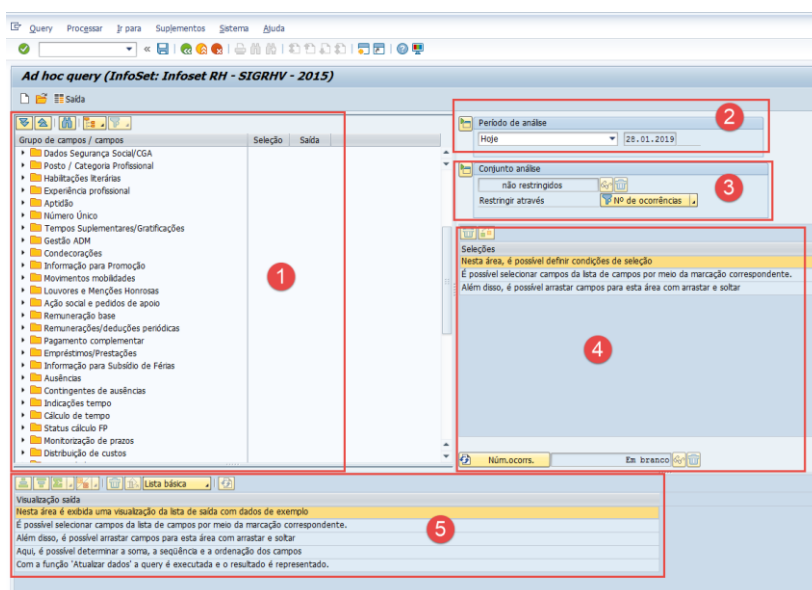 Query Processar Ir para Suplementos Sistema Ajuda
Ad hoc query (InfoSet: Infoset RH - SIGRHV - 2015)
Saída
Grupo de campos / campos Seleção Saída
Dados Segurança Social/CGA
Posto / Categoria Profissional
Habilitações literárias
Experiência profissional
Aptidão
Número Único
Tempos Suplementares/Gratificações
Gestão ADM
Condecorações
Informação para Promoção
Movimentos mobilidades
Louvores e Menções Honrosas
Ação social e pedidos de apoio
Remuneração base
Remunerações/deduções periódicas
Pagamento complementar
Empréstimos/Prestações
Informação para Subsídio de Férias
Ausências
Contingentes de ausências
Indicações tempo
Cálculo de tempo
Status cálculo FP
Monitorização de prazos
Distribuição de custos
1
Período de análise
2
Hoje 28.01.2019
Conjunto análise
não restringidos
3
Restringir através Nº de ocorrências
Seleções
Nesta área, é possível definir condições de seleção
É possível selecionar campos da lista de campos por meio da marcação correspondente.
Além disso, é possível arrastar campos para esta área com arrastar e soltar
4
Núm.ocorrs. Em branco
Lista básica
Visualização saída
Nesta área é exibida uma visualização da lista de saída com dados de exemplo
É possível selecionar campos da lista de campos por meio da marcação correspondente.
Além disso, é possível arrastar campos para esta área com arrastar e soltar
Aqui, é possível determinar a soma, a seqüência e a ordenação dos campos
Com a função 'Atualizar dados' a query é executada e o resultado é representado.
5